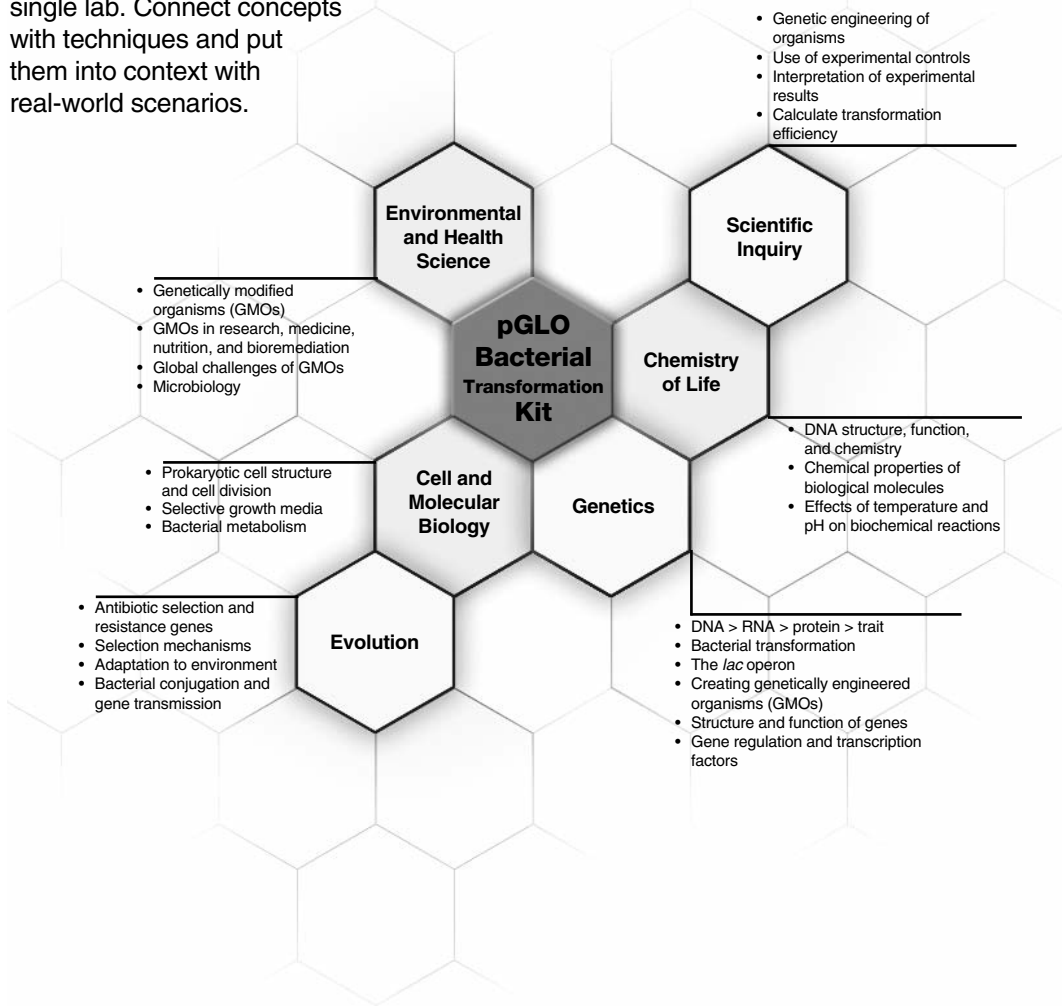 single lab. Connect concepts
with techniques and put
them into context with
real-world scenarios.
• Genetic engineering of
organisms
• Use of experimental controls
• Interpretation of experimental
results
• Calculate transformation
efficiency
Environmental
and Health
Science
Scientific
Inquiry
• Genetically modified
organisms (GMOs)
• GMOs in research, medicine,
nutrition, and bioremediation
• Global challenges of GMOs
• Microbiology
pGLO
Bacterial
Transformation
Kit
Chemistry
of Life
• DNA structure, function,
and chemistry
• Chemical properties of
biological molecules
• Effects of temperature and
pH on biochemical reactions
• Prokaryotic cell structure
and cell division
• Selective growth media
• Bacterial metabolism
Cell and
Molecular
Biology
Genetics
• Antibiotic selection and
resistance genes
• Selection mechanisms
• Adaptation to environment
• Bacterial conjugation and
gene transmission
Evolution
• DNA > RNA > protein > trait
• Bacterial transformation
• The lac operon
• Creating genetically engineered
organisms (GMOs)
• Structure and function of genes
• Gene regulation and transcription
factors